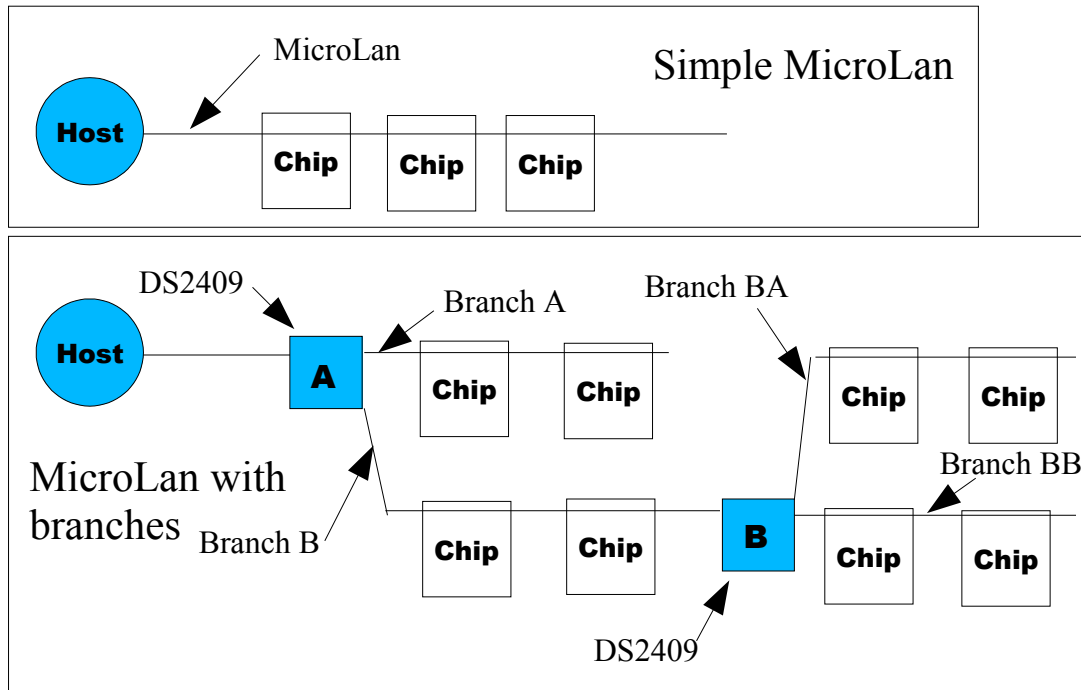 MicroLan
Simple MicroLan
Host
Chip
Chip
Chip
DS2409
Branch A
Branch BA
Host
A
Chip
Chip
Chip
Chip
MicroLan with
branches
Branch B
Branch BB
Chip
Chip
B
Chip
Chip
DS2409